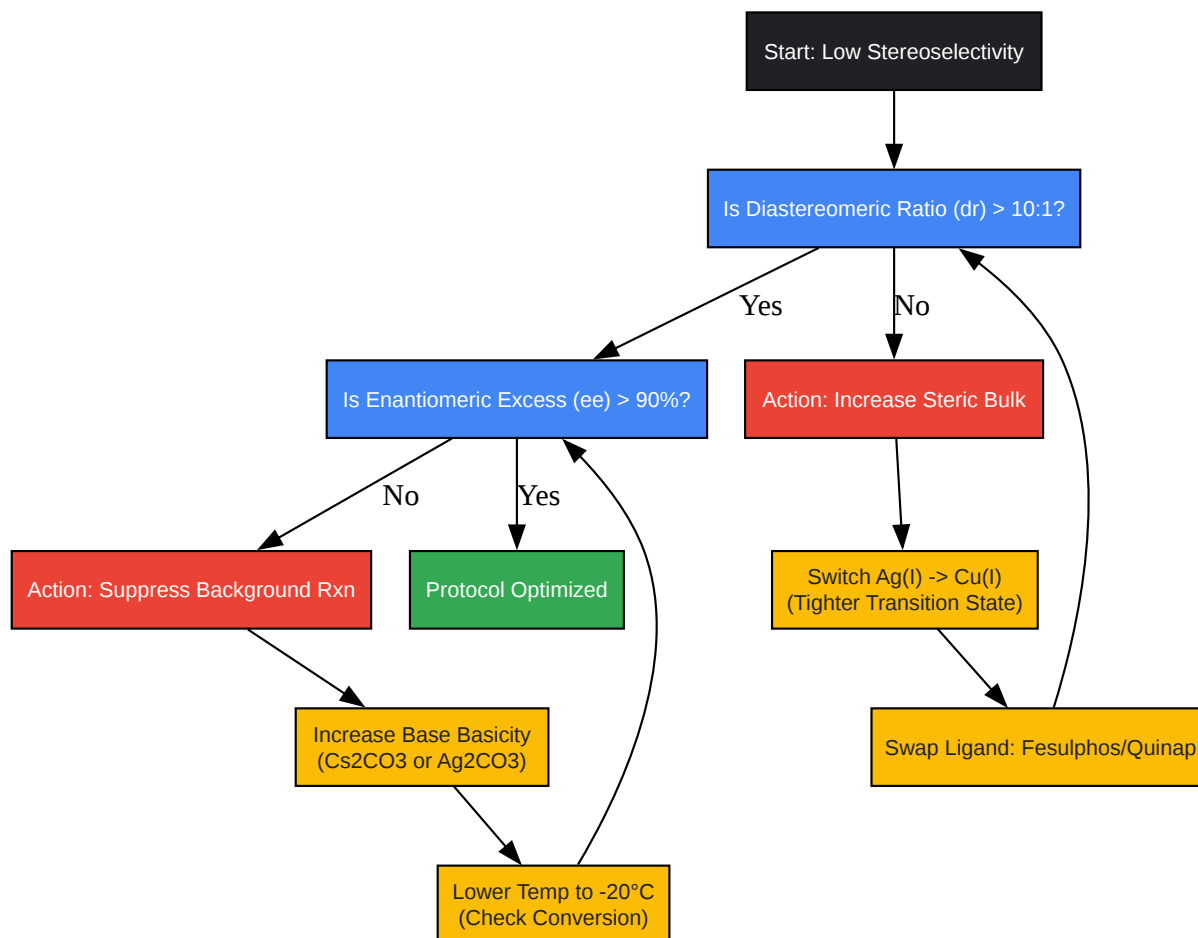 Start: Low Stereoselectivity
Is Diastereomeric Ratio (dr) > 10:1?
Yes
No
Is Enantiomeric Excess (ee) > 90%?
Action: Increase Steric Bulk
No
Yes
Action: Suppress Background Rxn
Protocol Optimized
Switch Ag(I) -> Cu(I)
(Tighter Transition State)
Increase Base Basicity
(Cs2CO3 or Ag2CO3)
Swap Ligand: Fesulphos/Quinap
Lower Temp to -20°C
(Check Conversion)